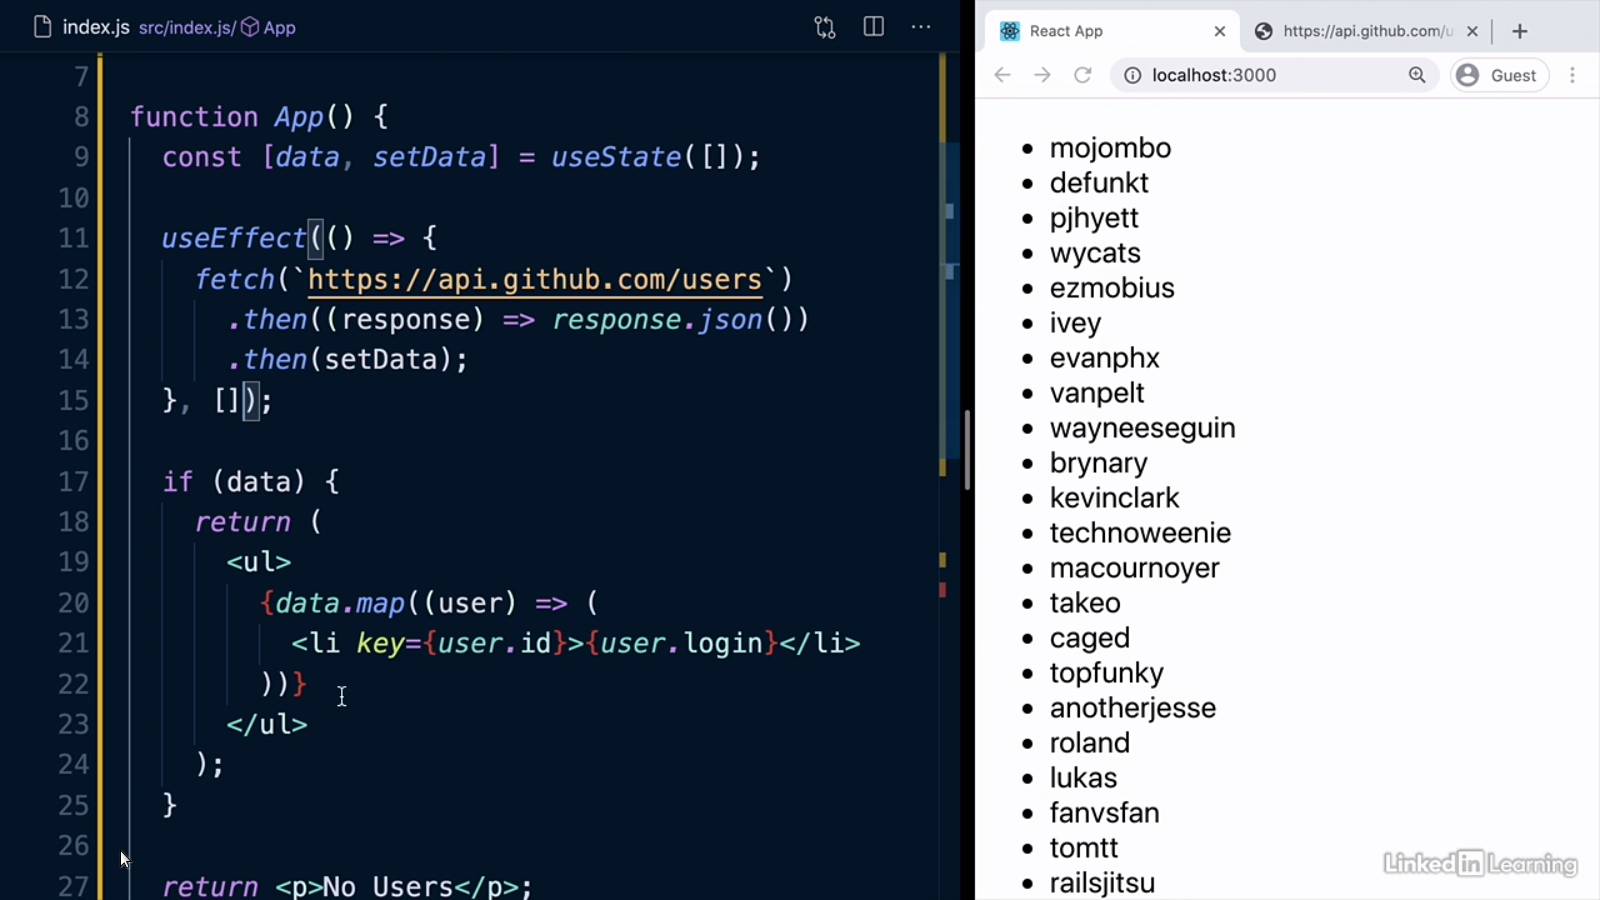 index.js src/index.js/ App
7
8 function App() {
9 const [data, setData] = useState([]);
10
11 useEffect(() => {
12 fetch(`https://api.github.com/users`)
13 .then((response) => response.json())
14 .then(setData);
15 }, []);
16
17 if (data) {
18 return (
19 <ul>
20 {data.map((user) => (
21 <li key={user.id}>{user.login}</li>
22 ))}
23 </ul>
24 );
25 }
26
27 return <p>No Users</p>;
React App
https://api.github.com/u
localhost:3000
Guest
• mojombo
• defunkt
• pjhyett
• wycats
• ezmobius
• ivey
• evanphx
• vanpelt
• wayneeseguin
• brynary
• kevinclark
• technoweenie
• macournoyer
• takeo
• caged
• topfunky
• anotherjesse
• roland
• lukas
• fanvsfan
• tomtt
• railsjitsu
Linked in Learning